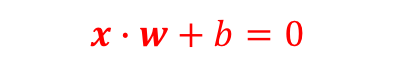 x · w + b = 0